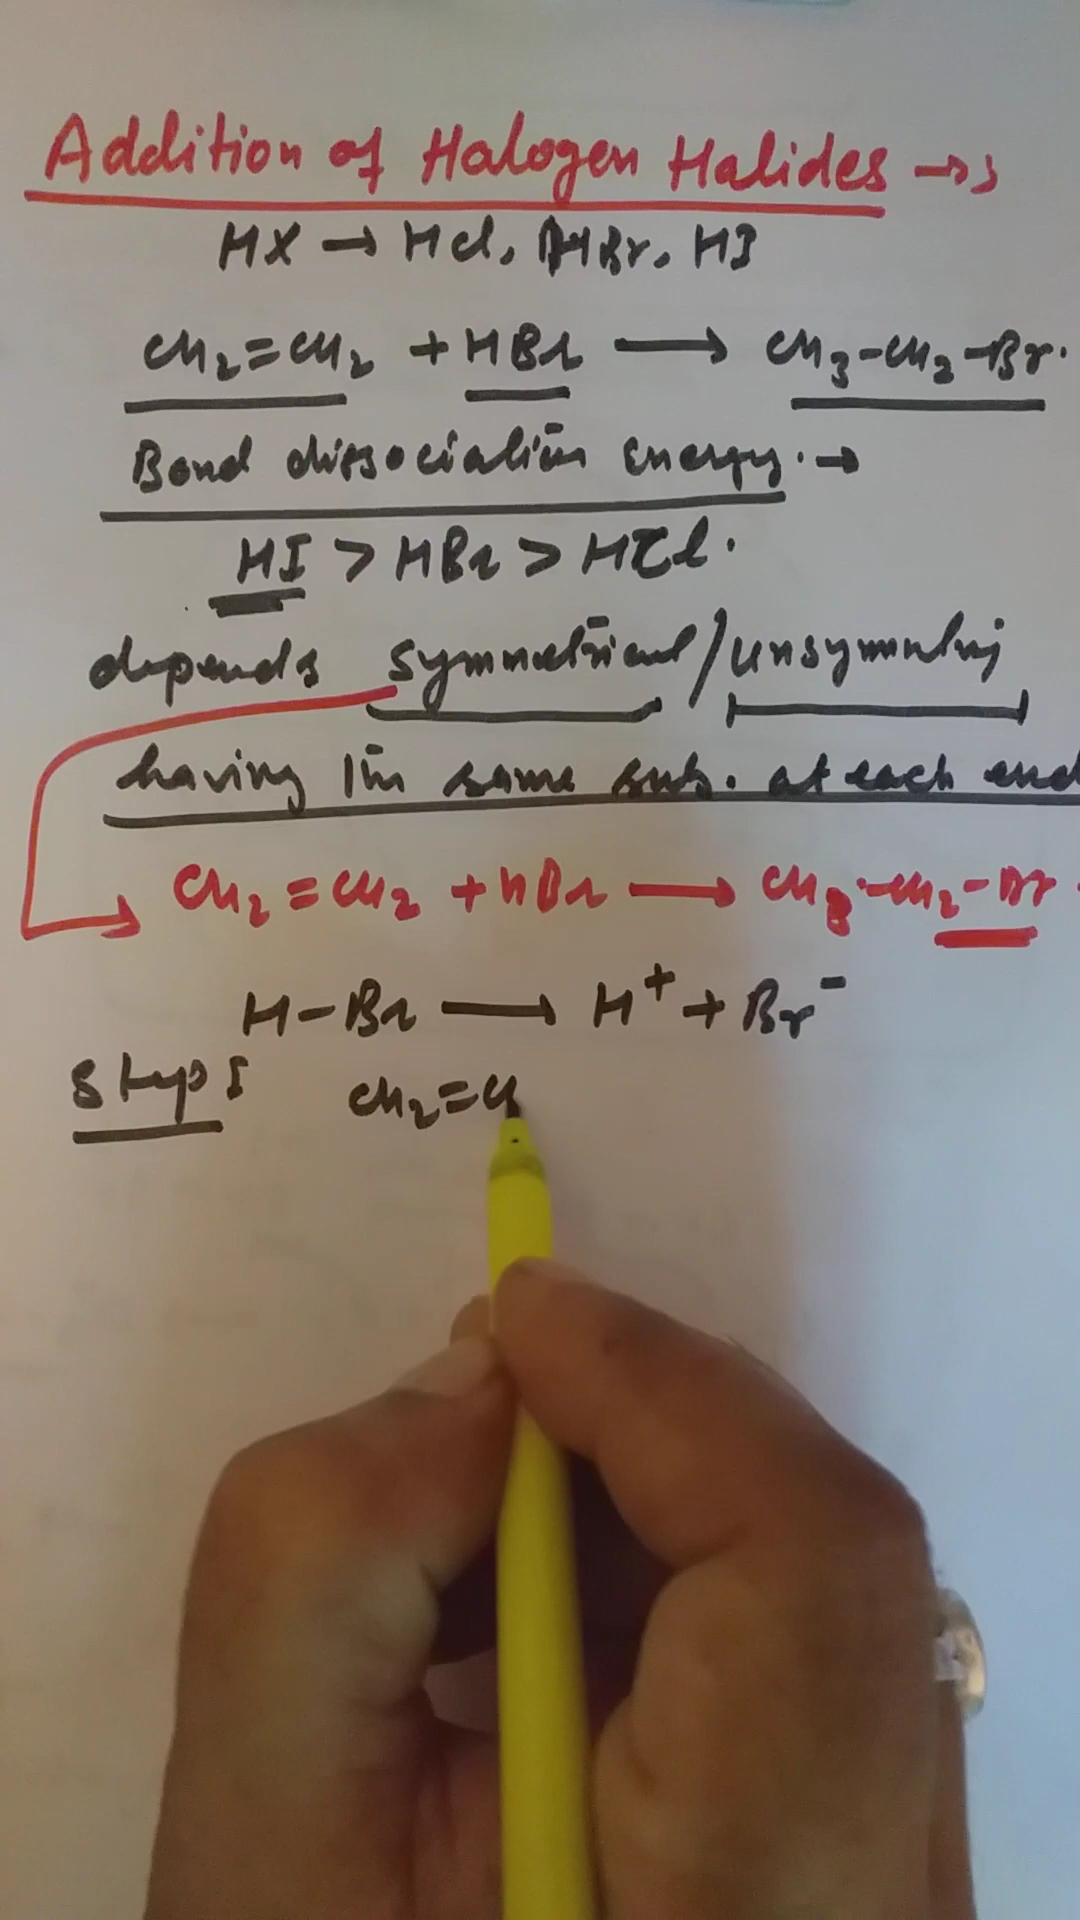 Addition of Halogen Halides →
HX → HCl, HBr, HI
CH₂=CH₂ + HBr → CH₃-CH₂-Br.
Bond dissociation energy. →
HI > HBr > HCl.
depends symmetrical/unsymmetri
having the same sub. at each end
CH₂=CH₂ + HBr → CH₃-CH₂-Br
H-Br → H⁺ + Br⁻
Step I CH₂=C